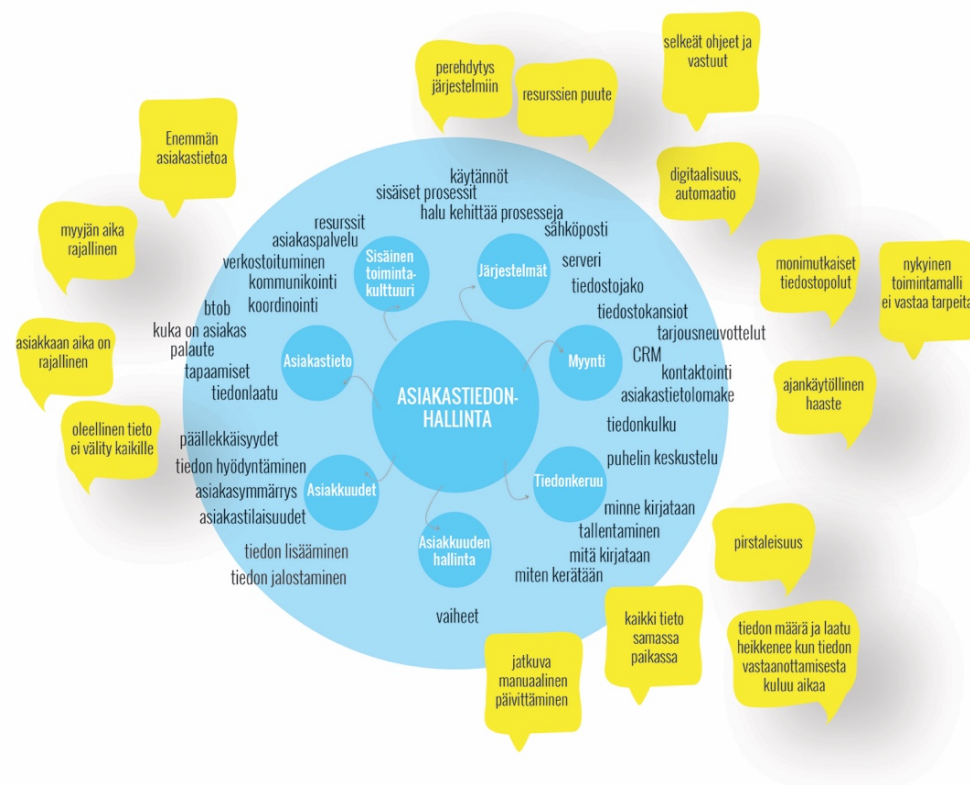 selkeät ohjeet ja
vastuut
perehdytys
järjestelmiin
resurssien puute
Enemmän
asiakastietoa
digitaalisuus,
automaatio
myyjän aika
rajallinen
monimutkaiset
tiedostopolut
nykyinen
toimintamalli
ei vastaa tarpeita
asiakkaan aika on
rajallinen
ajankäytöllinen
haaste
oleellinen tieto
ei välity kaikille
käytännöt
sisäiset prosessit
halu kehittää prosesseja
resurssit
asiakaspalvelu
sähköposti
verkostoituminen
kommunikointi
koordinointi
Sisäinen
toiminta-
kulttuuri
Järjestelmät
serveri
tiedostojako
tiedostokansiot
btob
kuka on asiakas
palaute
tapaamiset
tiedonlaatu
Asiakastieto
ASIAKASTIEDON-
HALLINTA
Myynti
tarjousneuvottelut
CRM
kontaktointi
asiakastietolomake
tiedonkulku
päällekkäisyydet
tiedon hyödyntäminen
asiakasymmärrys
asiakastilaisuudet
Asiakkuudet
Tiedonkeruu
puhelin keskustelu
minne kirjataan
tallentaminen
mitä kirjataan
miten kerätään
tiedon lisääminen
tiedon jalostaminen
Asiakkuuden
hallinta
vaiheet
pirstaleisuus
jatkuva
manuaalinen
päivittäminen
kaikki tieto
samassa
paikassa
tiedon määrä ja laatu
heikkenee kun tiedon
vastaanottamisesta
kuluu aikaa